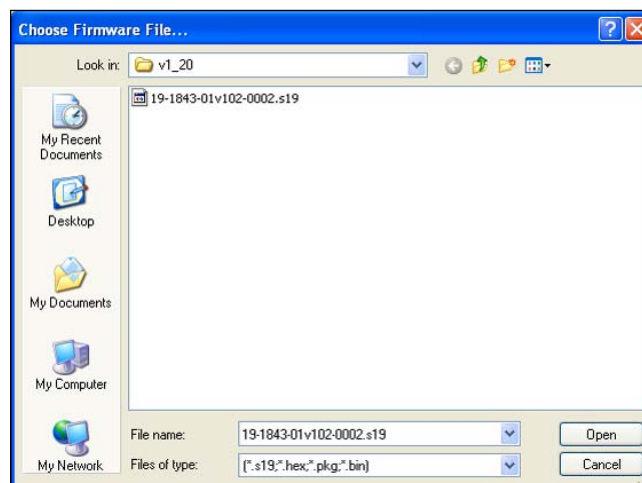 Choose Firmware File...
Look in:
v1_20
19-1843-01v102-0002.s19
My Recent
Documents
Desktop
My Documents
My Computer
My Network
File name:
19-1843-01v102-0002.s19
Open
Files of type:
(*.s19;*.hex;*.pkg;*.bin)
Cancel